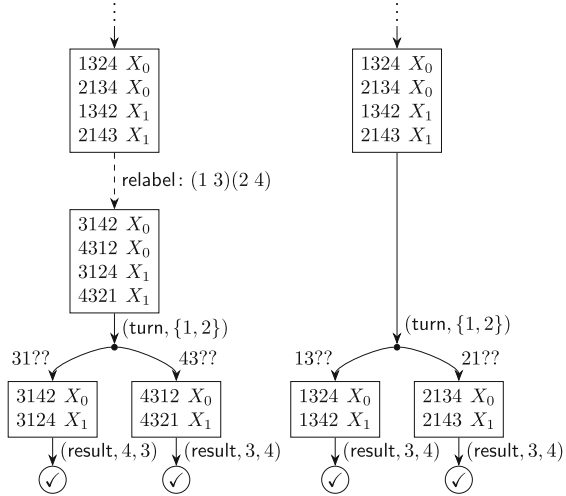 1324 X₀
2134 X₀
1342 X₁
2143 X₁
relabel: (1 3)(2 4)
3142 X₀
4312 X₀
3124 X₁
4321 X₁
(turn, {1, 2})
31??
43??
3142 X₀
3124 X₁
4312 X₀
4321 X₁
(result, 4, 3)
(result, 3, 4)
✓
✓
1324 X₀
2134 X₀
1342 X₁
2143 X₁
(turn, {1, 2})
13??
21??
1324 X₀
1342 X₁
2134 X₀
2143 X₁
(result, 3, 4)
(result, 3, 4)
✓
✓